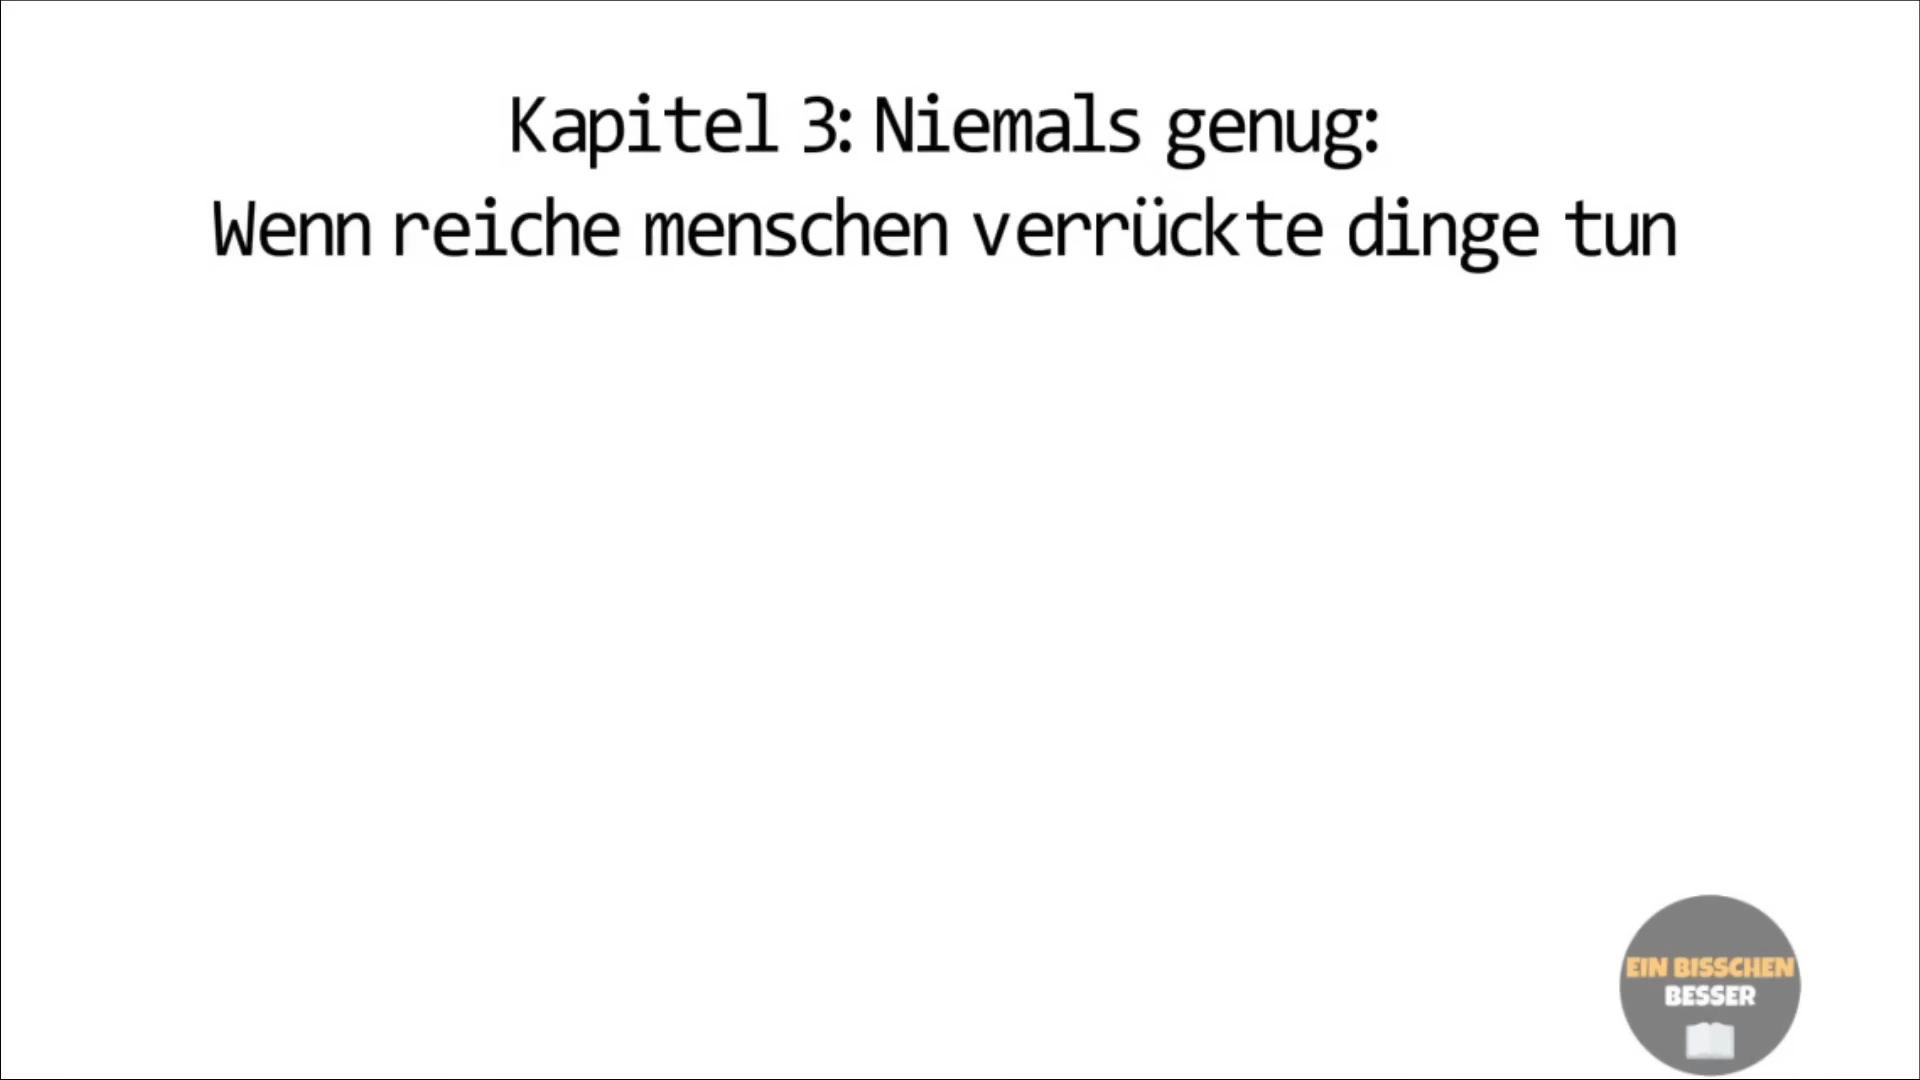 Kapitel 3: Niemals genug:
Wenn reiche menschen verrückte dinge tun
EIN BISSCHEN
BESSER